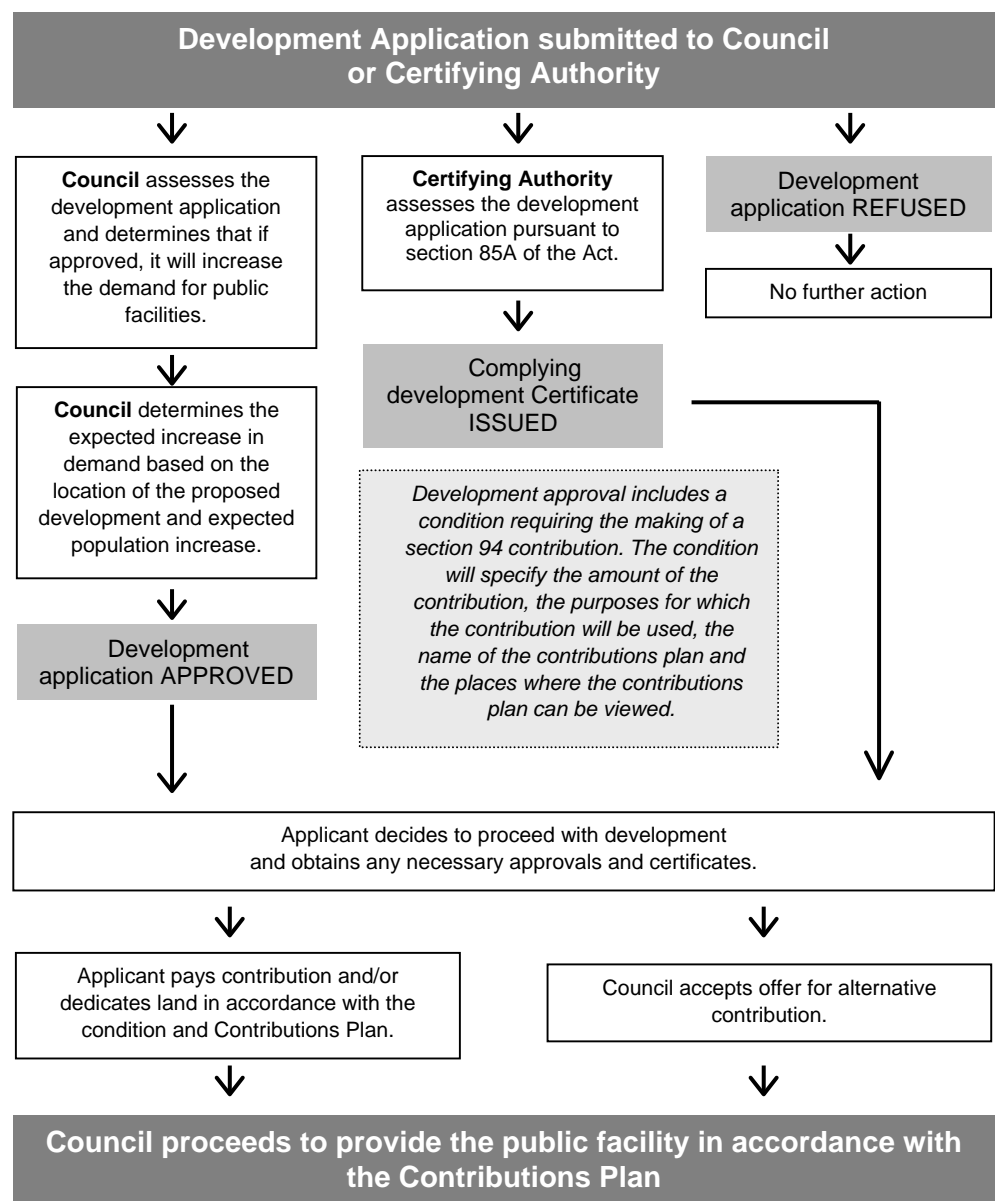 Development Application submitted to Council
or Certifying Authority
Council assesses the
development application
and determines that if
approved, it will increase
the demand for public
facilities.
Council determines the
expected increase in
demand based on the
location of the proposed
development and expected
population increase.
Development
application APPROVED
Certifying Authority
assesses the development
application pursuant to
section 85A of the Act.
Complying
development Certificate
ISSUED
Development approval includes a
condition requiring the making of a
section 94 contribution. The condition
will specify the amount of the
contribution, the purposes for which
the contribution will be used, the
name of the contributions plan and
the places where the contributions
plan can be viewed.
Development
application REFUSED
No further action
Applicant decides to proceed with development
and obtains any necessary approvals and certificates.
Applicant pays contribution and/or
dedicates land in accordance with the
condition and Contributions Plan.
Council accepts offer for alternative
contribution.
Council proceeds to provide the public facility in accordance with
the Contributions Plan